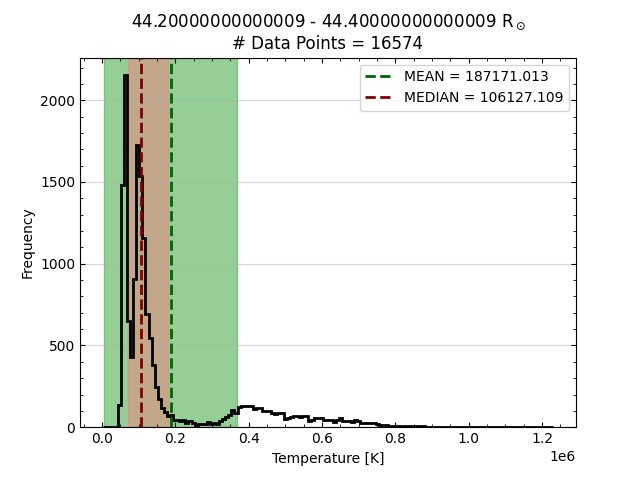 44.20000000000009 - 44.40000000000009 R⊙
# Data Points = 16574
MEAN = 187171.013
MEDIAN = 106127.109
Frequency
2000
1500
1000
500
0
0.0 0.2 0.4 0.6 0.8 1.0 1.2
1e6
Temperature [K]